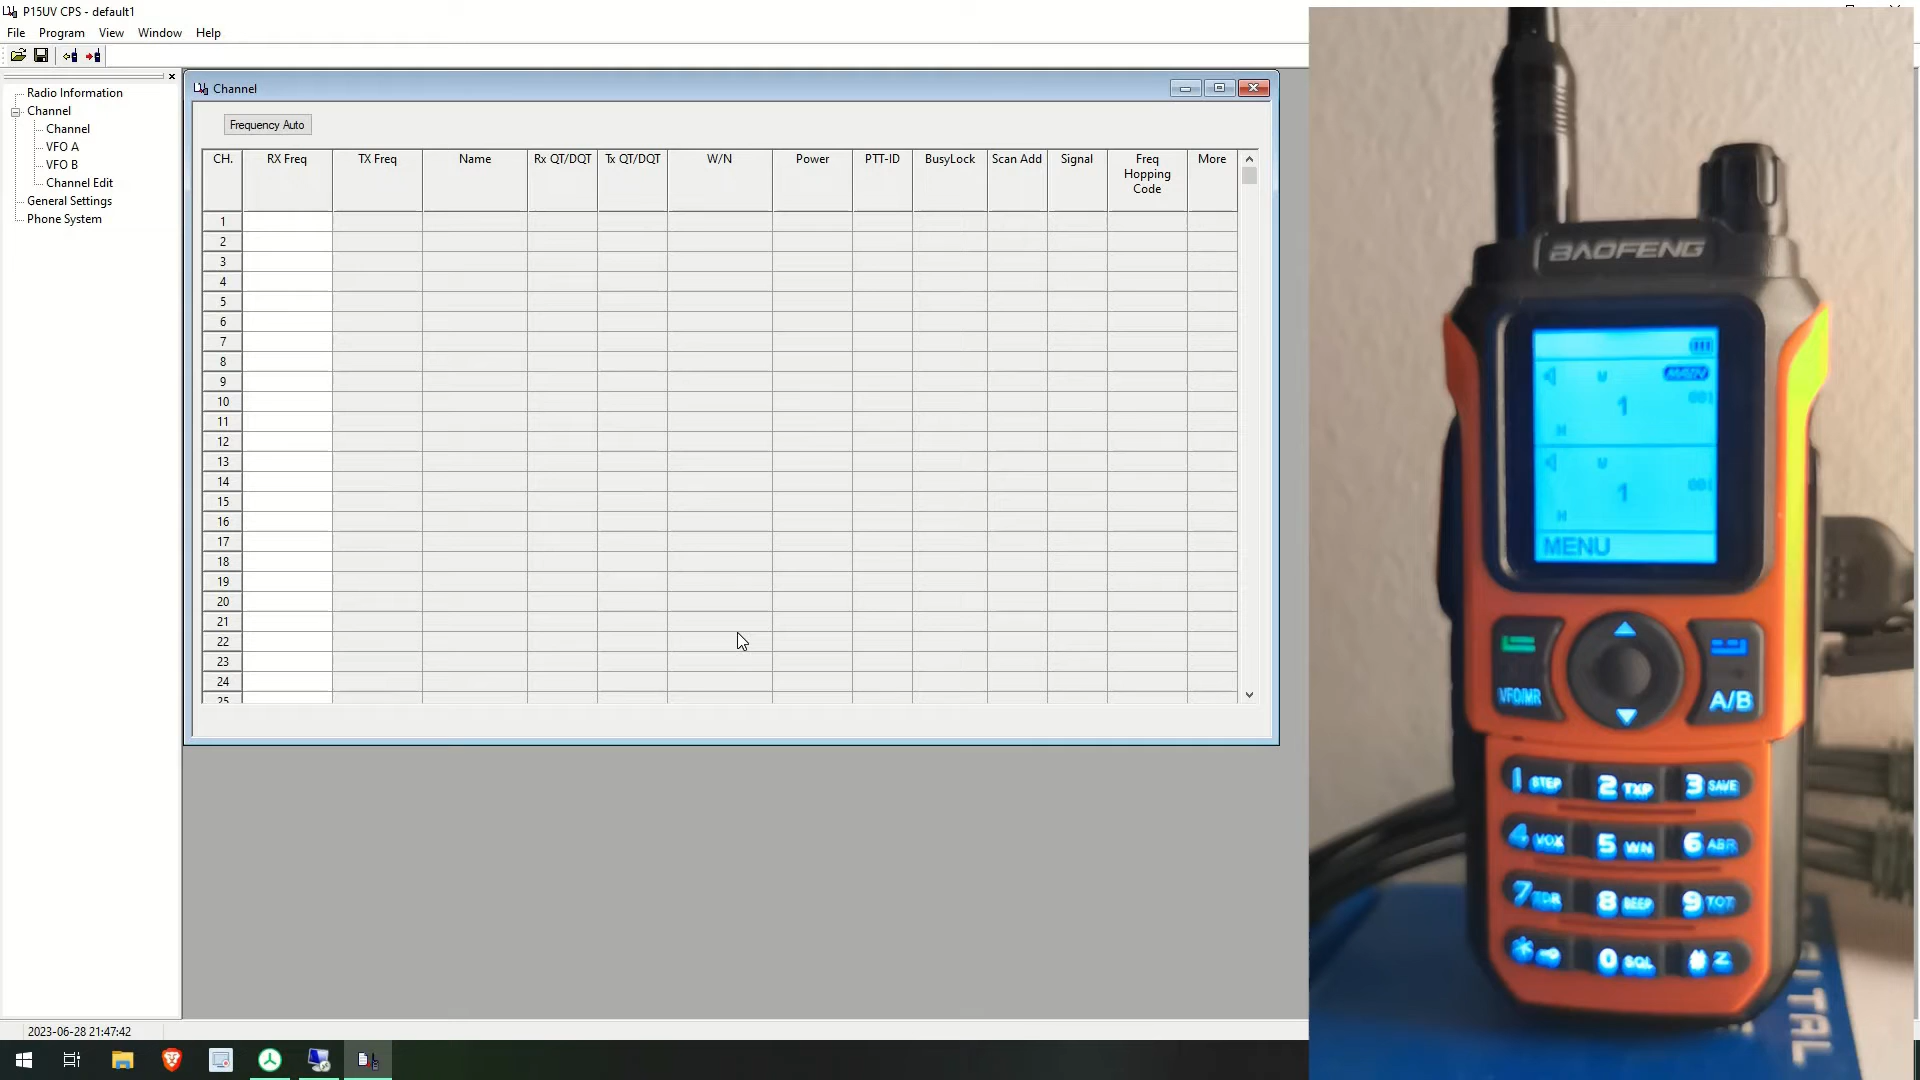 P15UV CPS - default1
File Program View Window Help
Radio Information
Channel
Channel
VFO A
VFO B
Channel Edit
General Settings
Phone System
Channel
Frequency Auto
CH. RX Freq TX Freq Name Rx QT/DQT Tx QT/DQT W/N Power PTT-ID BusyLock Scan Add Signal Freq Hopping Code More
1
2
3
4
5
6
7
8
9
10
11
12
13
14
15
16
17
18
19
20
21
22
23
24
25
2023-06-28 21:47:42
BAOFENG
001
1
001
1
MENU
VFO/MR A/B
1 STEP 2 TXP 3 SAVE
4 VOX 5 WN 6 ABR
7 TDR 8 BEEP 9 TOT
* 0 SQL #
ITAL